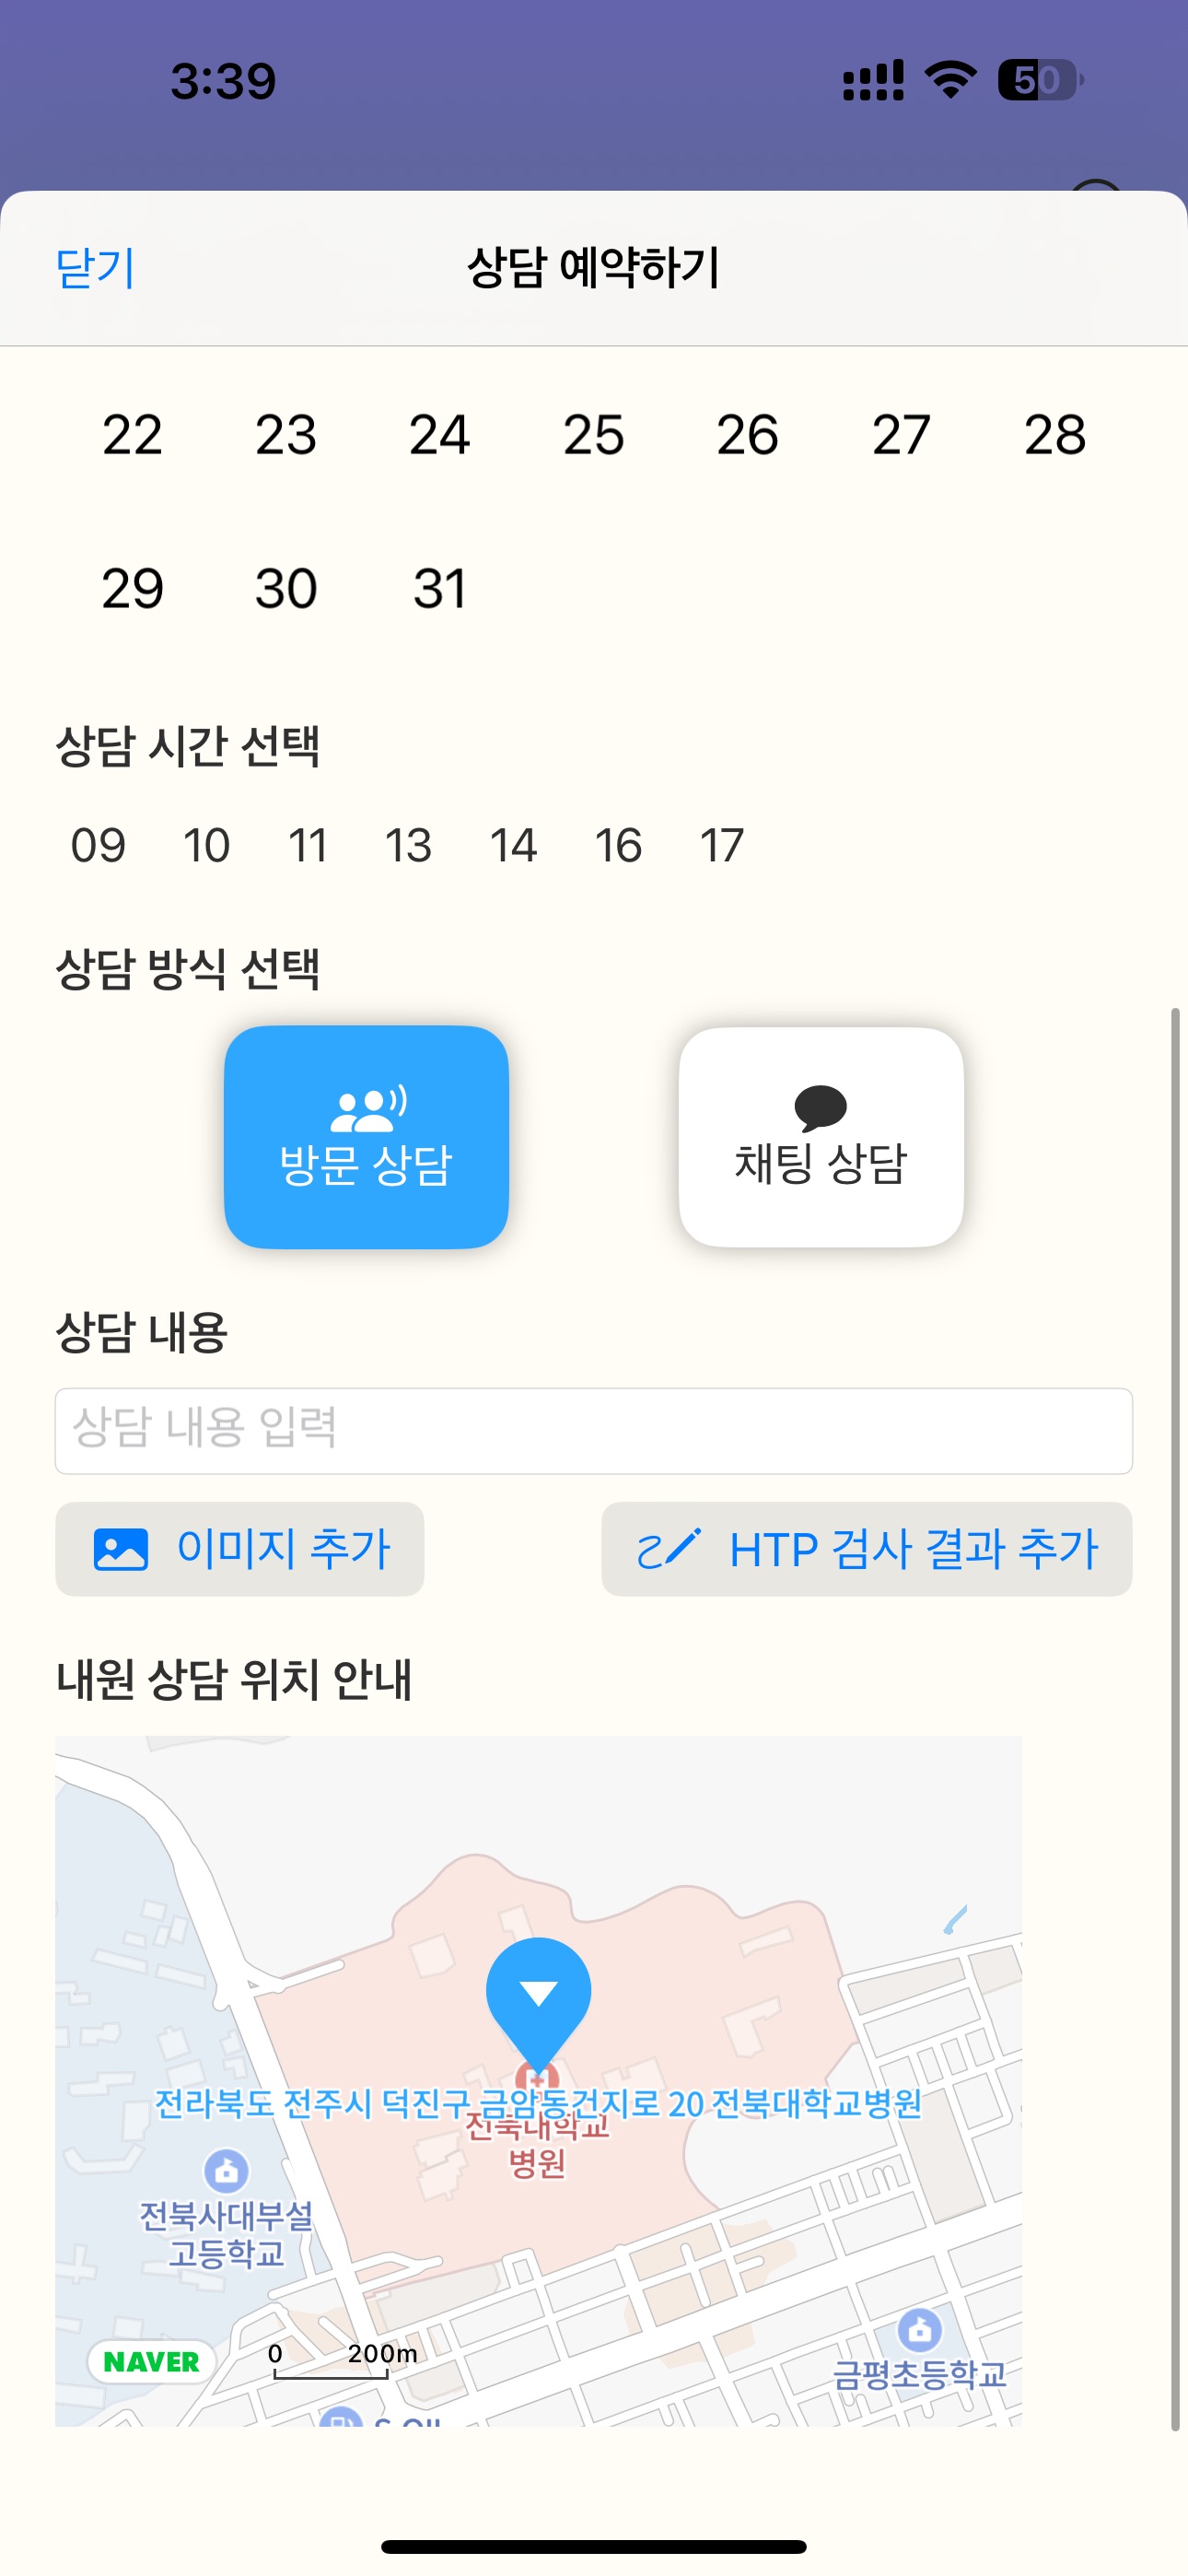 3:39
50
닫기
상담 예약하기
22 23 24 25 26 27 28
29 30 31
상담 시간 선택
09 10 11 13 14 16 17
상담 방식 선택
방문 상담
채팅 상담
상담 내용
상담 내용 입력
이미지 추가
HTP 검사 결과 추가
내원 상담 위치 안내
전라북도 전주시 덕진구 금암동건지로 20 전북대학교병원
전북대학교
병원
전북사대부설
고등학교
NAVER
0 200m
금평초등학교
S-OIL